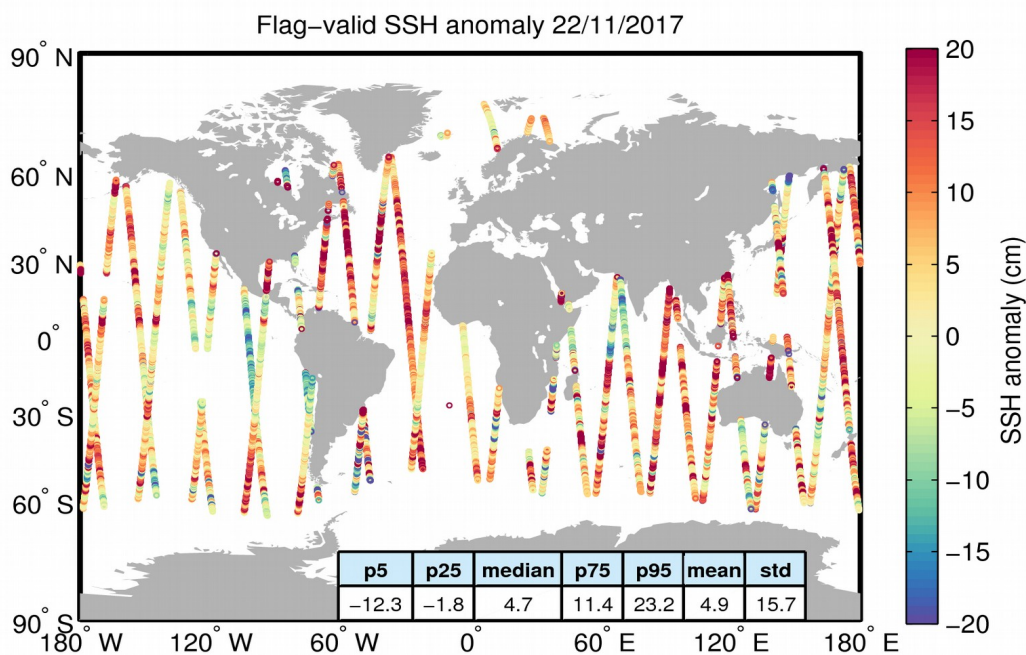 Flag−valid SSH anomaly 22/11/2017
90° N
60° N
30° N
0°
30° S
60° S
90° S
180° W
120° W
60° W
0°
60° E
120° E
180° E
p5 p25 median p75 p95 mean std
−12.3 −1.8 4.7 11.4 23.2 4.9 15.7
20
15
10
5
0
−5
−10
−15
−20
SSH anomaly (cm)